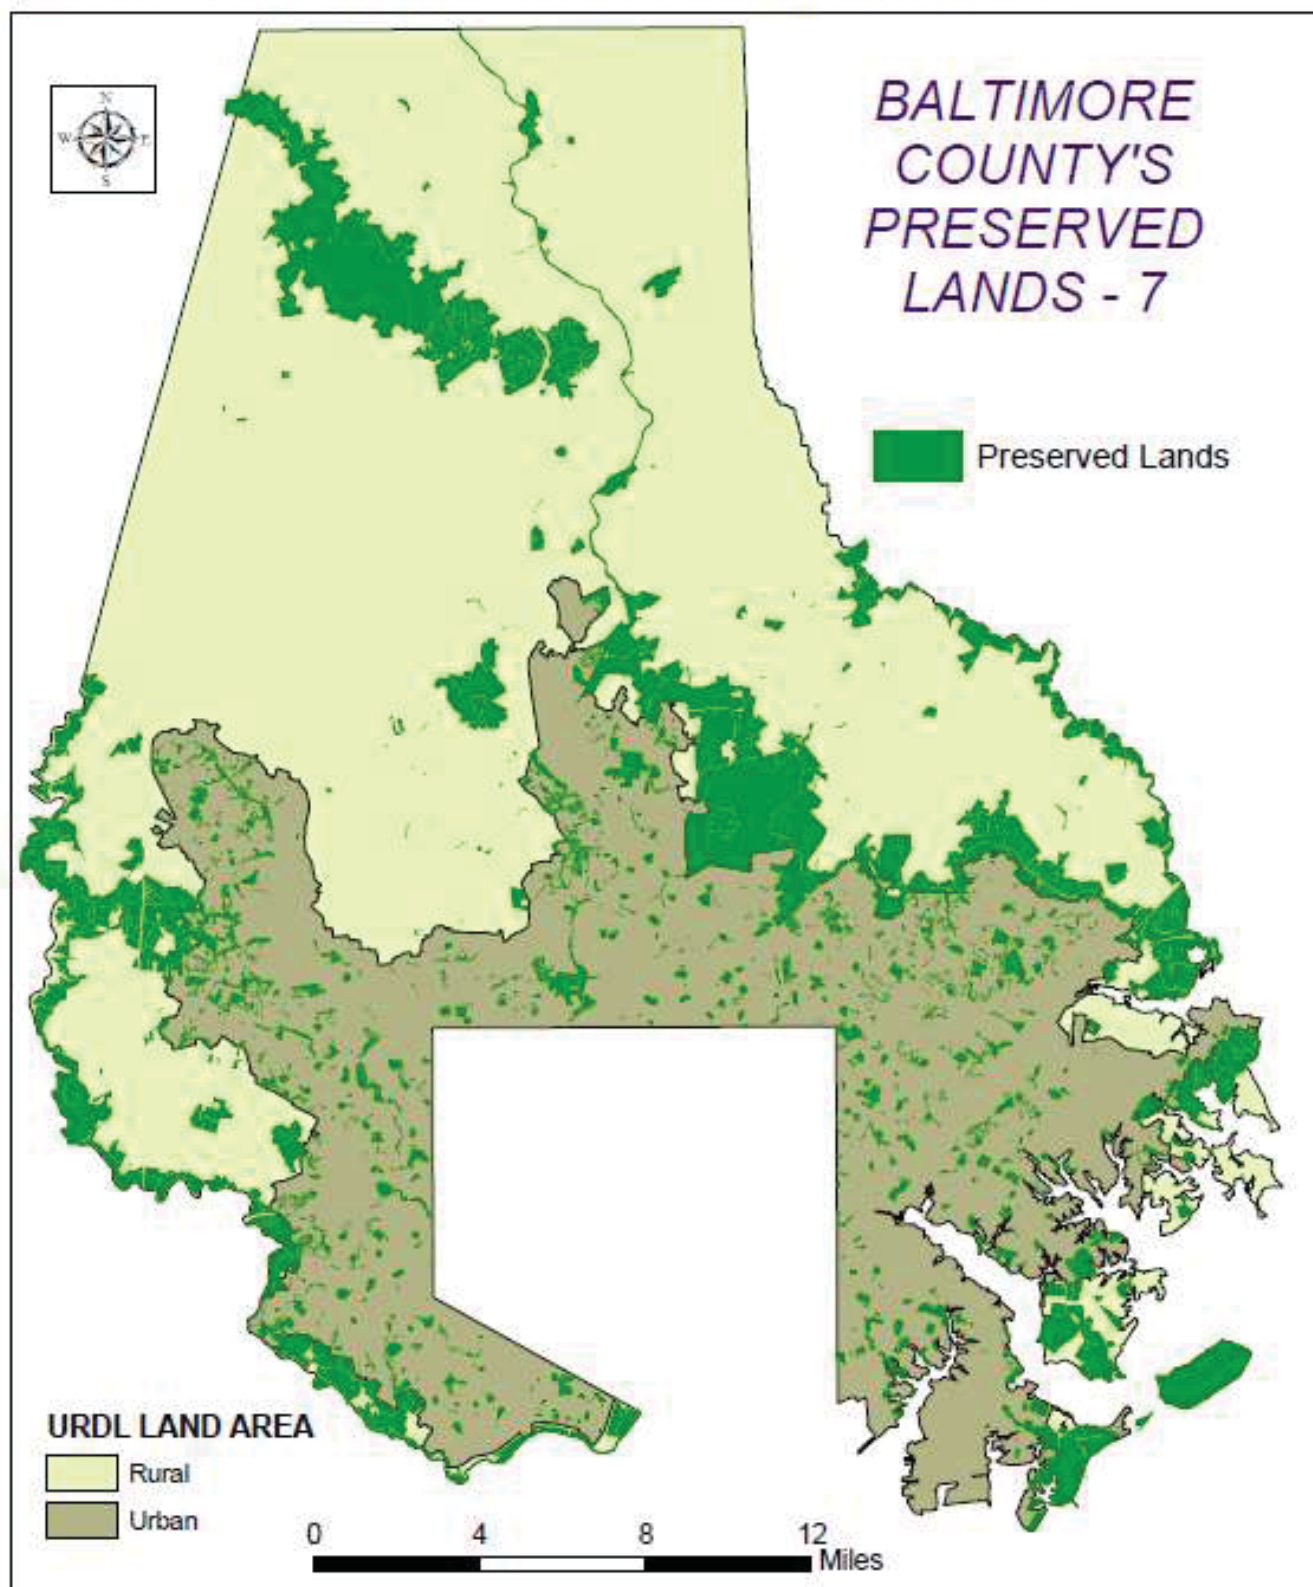 BALTIMORE
COUNTY'S
PRESERVED
LANDS - 7
N
W E
S
Preserved Lands
URDL LAND AREA
Rural
Urban
0 4 8 12
Miles